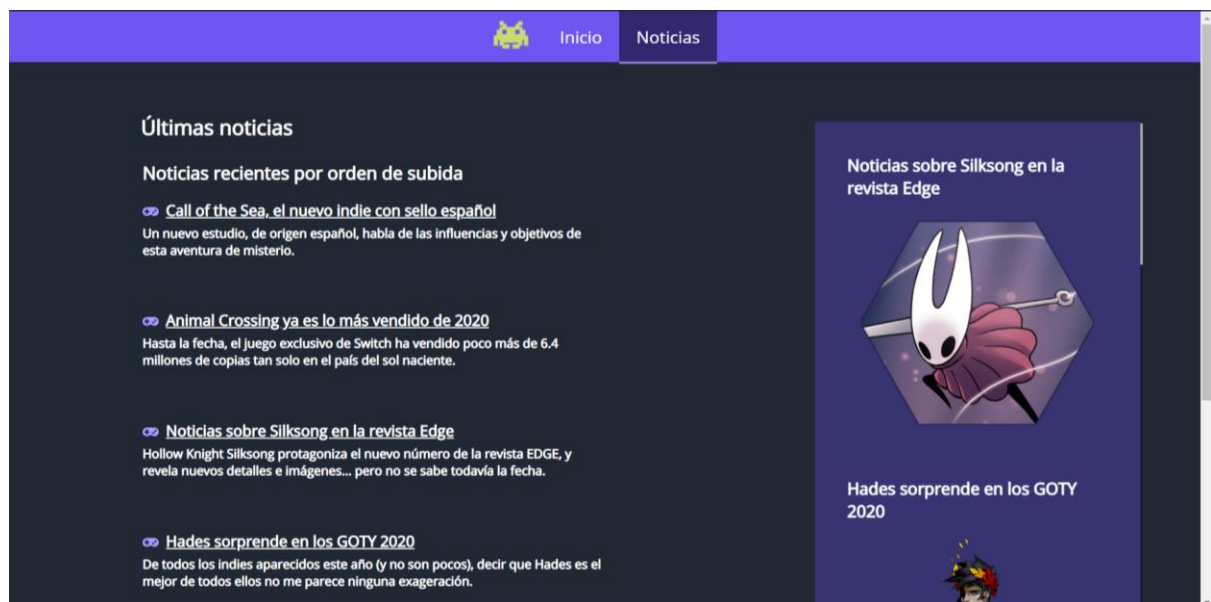 Inicio
Noticias
Últimas noticias
Noticias recientes por orden de subida
Call of the Sea, el nuevo indie con sello español
Un nuevo estudio, de origen español, habla de las influencias y objetivos de
esta aventura de misterio.
Animal Crossing ya es lo más vendido de 2020
Hasta la fecha, el juego exclusivo de Switch ha vendido poco más de 6.4
millones de copias tan solo en el país del sol naciente.
Noticias sobre Silksong en la revista Edge
Hollow Knight Silksong protagoniza el nuevo número de la revista EDGE, y
revela nuevos detalles e imágenes... pero no se sabe todavía la fecha.
Hades sorprende en los GOTY 2020
De todos los indies aparecidos este año (y no son pocos), decir que Hades es el
mejor de todos ellos no me parece ninguna exageración.
Noticias sobre Silksong en la
revista Edge
Hades sorprende en los GOTY
2020